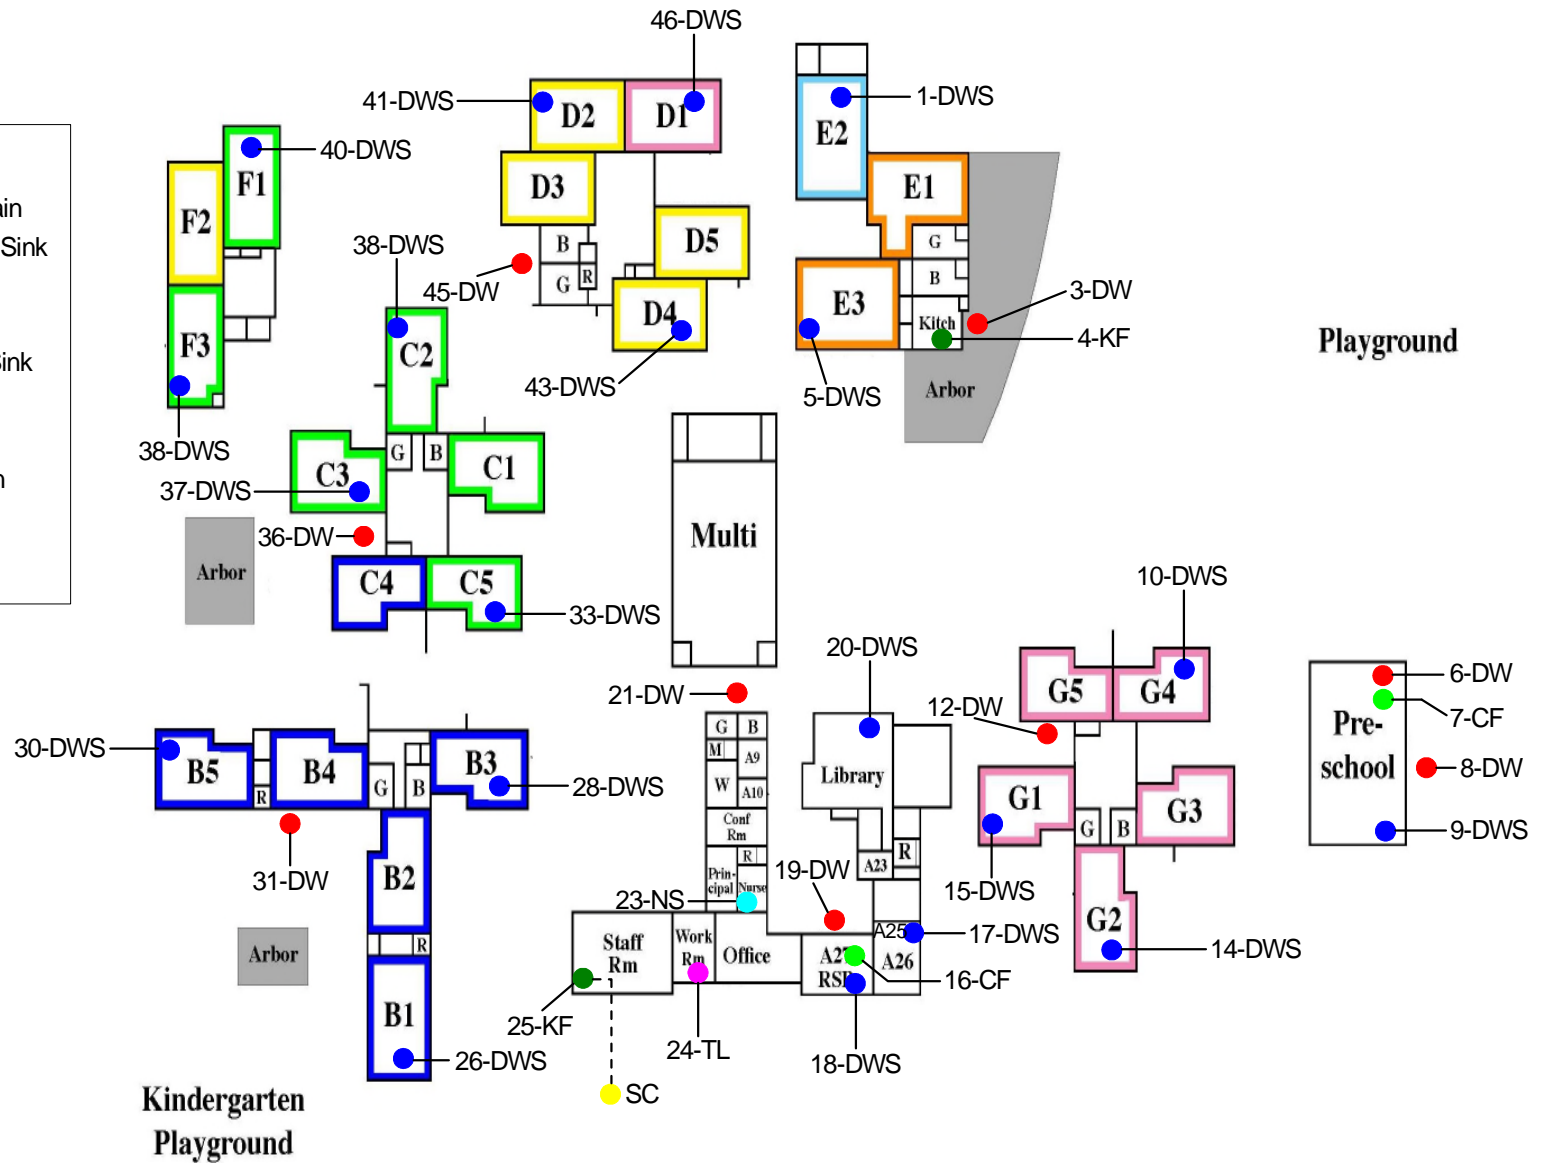 46-DWS
41-DWS
D2
D1
1-DWS
E2
40-DWS
F1
ain
Sink
F2
D3
E1
D5
G
B
38-DWS
B
G
R
45-DW
B
3-DW
E3
Kitch
4-KF
D4
F3
C2
Playground
Sink
43-DWS
5-DWS
Arbor
38-DWS
G
B
C1
C3
37-DWS
n
36-DW
Multi
Arbor
C4
C5
33-DWS
10-DWS
20-DWS
G5
G4
6-DW
21-DW
12-DW
7-CF
G
B
Pre-
school
30-DWS
M
A9
B5
B4
B3
Library
8-DW
W
A10
R
G
B
28-DWS
G1
G3
Conf
Rm
G
B
9-DWS
31-DW
B2
R
R
A23
19-DW
Prin-
cipal
Nurse
15-DWS
23-NS
G2
R
Arbor
Staff
Rm
Work
Rm
Office
A25
17-DWS
A27
RSP
A26
14-DWS
16-CF
B1
25-KF
24-TL
18-DWS
26-DWS
SC
Kindergarten
Playground